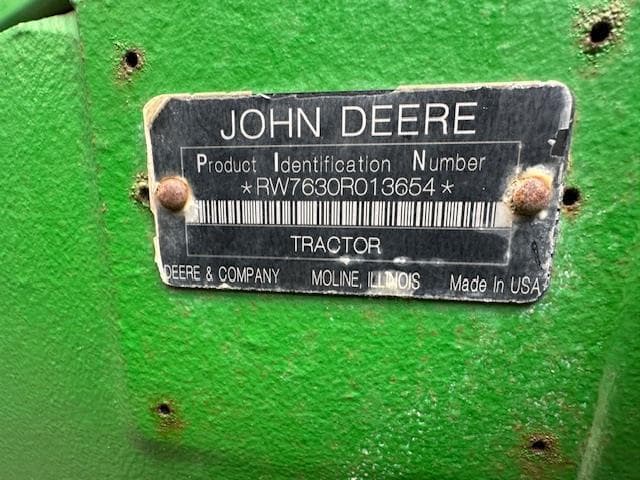 JOHN DEERE
Product Identification Number
*RW7630R013654*
TRACTOR
DEERE & COMPANY MOLINE, ILLINOIS Made In USA